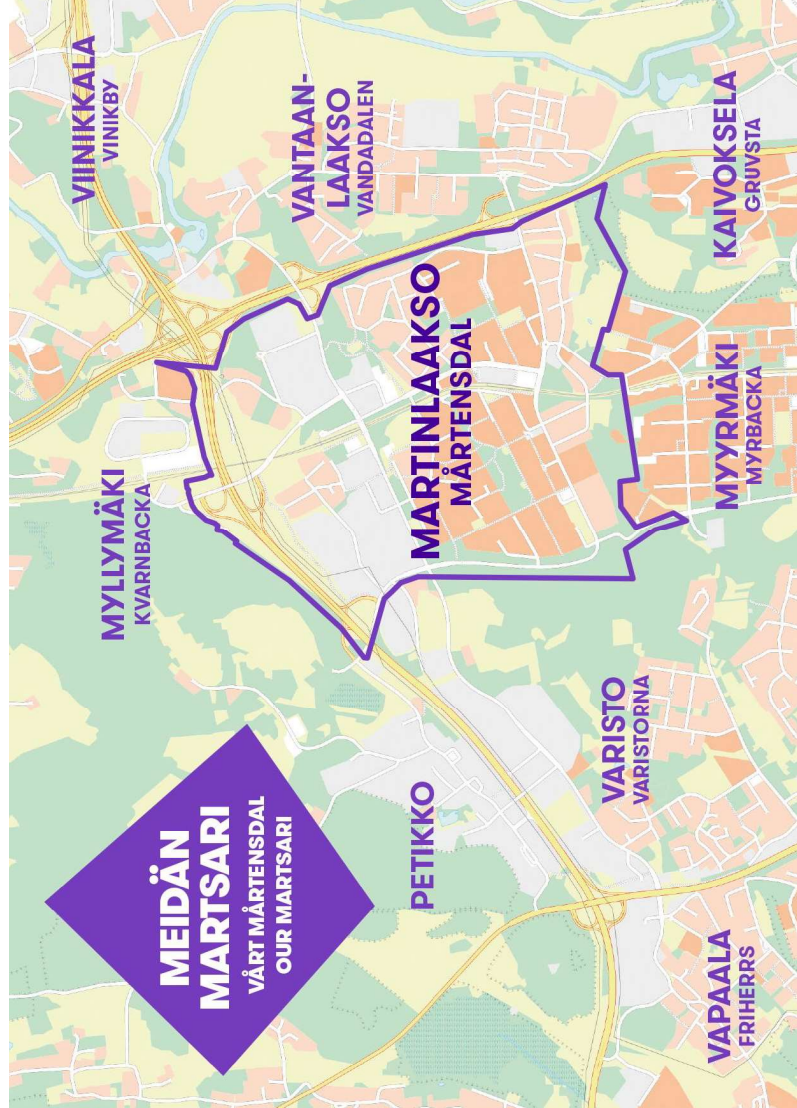 MEIDÄN
MARTSARI
VÅRT MÅRTENSDAL
OUR MARTSARI
MYLLYMÄKI
KVARNBACKA
VIINIKKALA
VINIKBY
VANTAAN-
LAAKSO
VANDADALEN
PETIKKO
MARTINLAAKSO
MÅRTENSDAL
VARISTO
VARISTORNA
VAPAALA
FRIHERRS
MYYRMÄKI
MYRBACKA
KAIVOKSELA
GRUVSTA